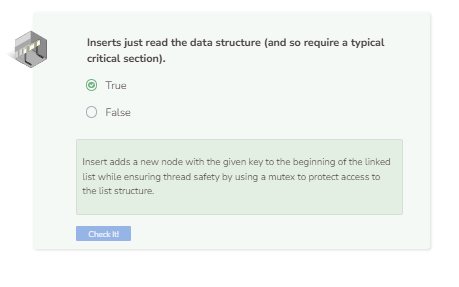 Inserts just read the data structure (and so require a typical
critical section).
True
False
Insert adds a new node with the given key to the beginning of the linked
list while ensuring thread safety by using a mutex to protect access to
the list structure.
Check It!